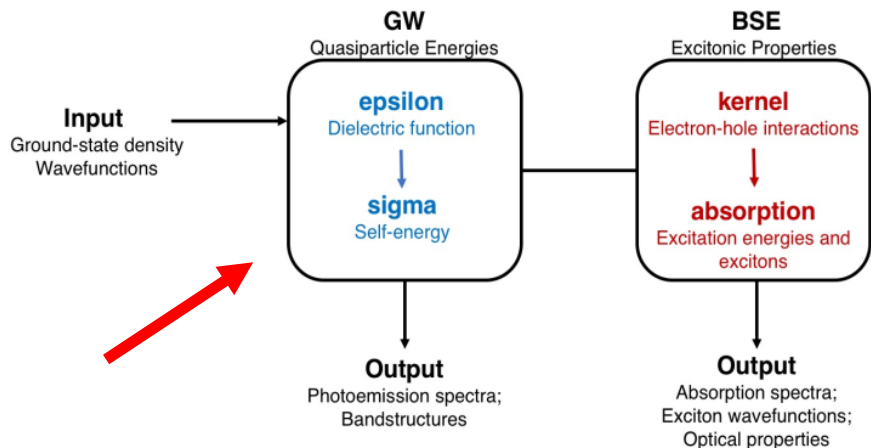 GW
Quasiparticle Energies
BSE
Excitonic Properties
Input
Ground-state density
Wavefunctions
epsilon
Dielectric function
sigma
Self-energy
kernel
Electron-hole interactions
absorption
Excitation energies and
excitons
Output
Photoemission spectra;
Bandstructures
Output
Absorption spectra;
Exciton wavefunctions;
Optical properties